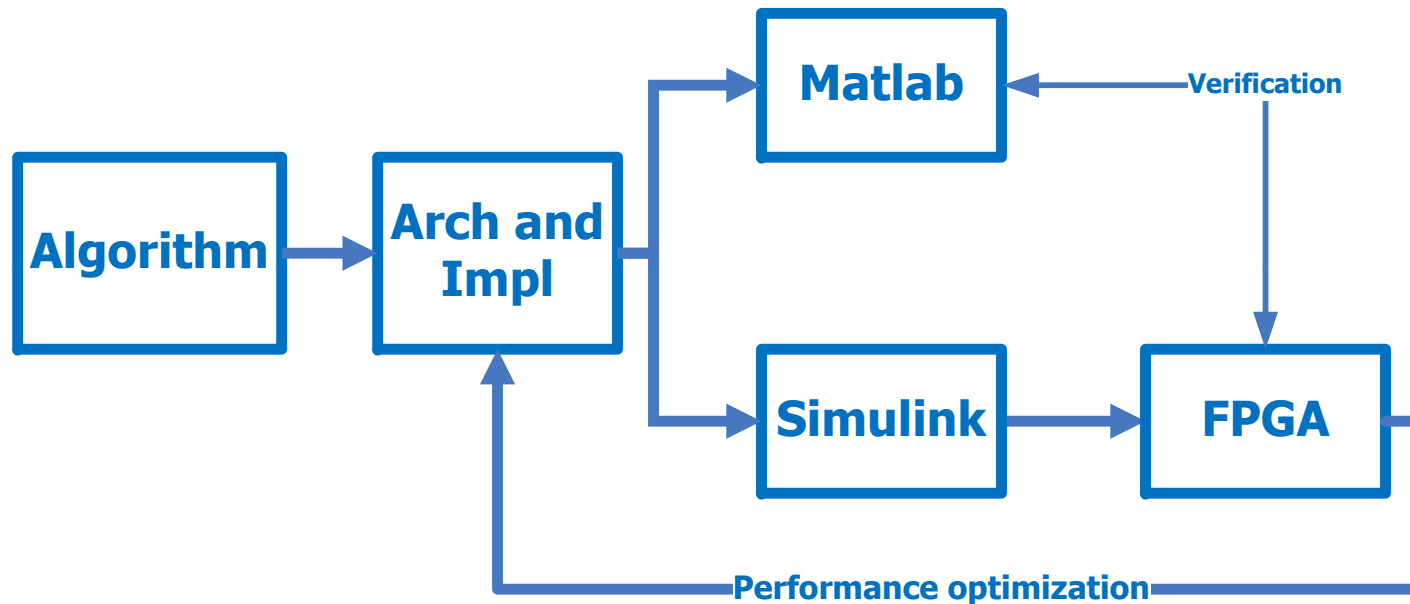 Matlab
Verification
Algorithm
Arch and
Impl
Simulink
FPGA
Performance optimization